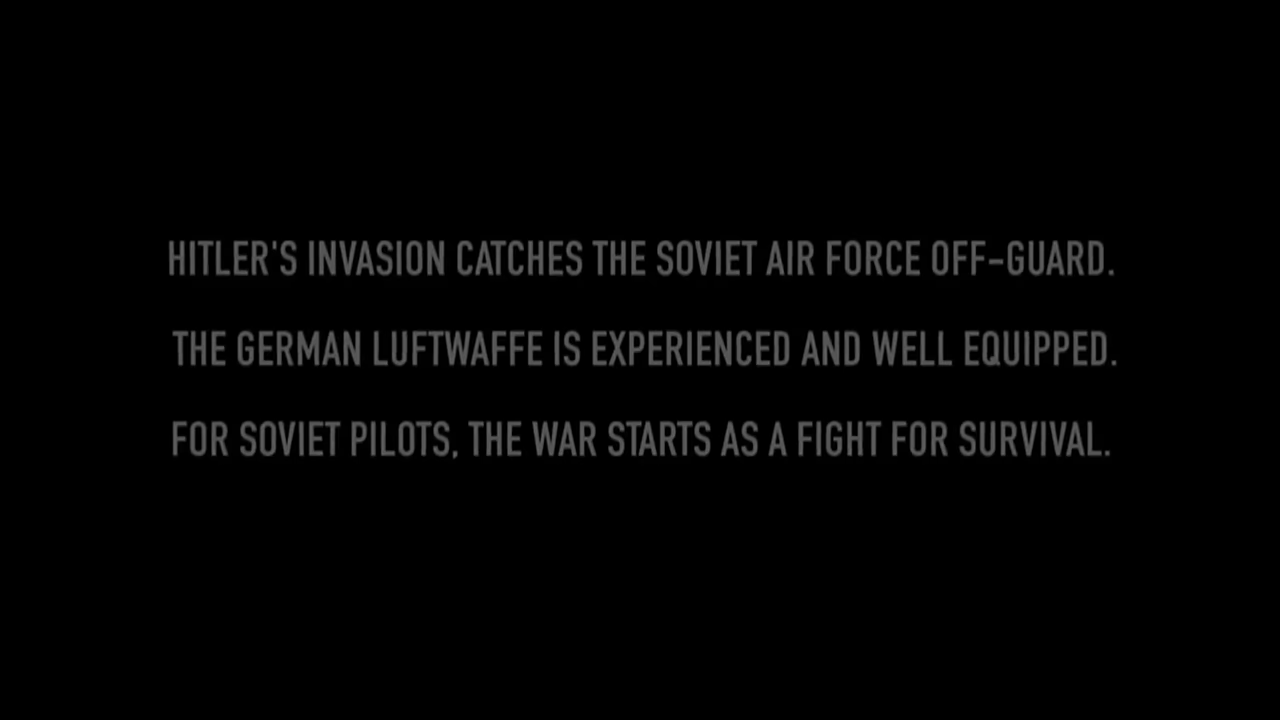 HITLER'S INVASION CATCHES THE SOVIET AIR FORCE OFF-GUARD.
THE GERMAN LUFTWAFFE IS EXPERIENCED AND WELL EQUIPPED.
FOR SOVIET PILOTS, THE WAR STARTS AS A FIGHT FOR SURVIVAL.